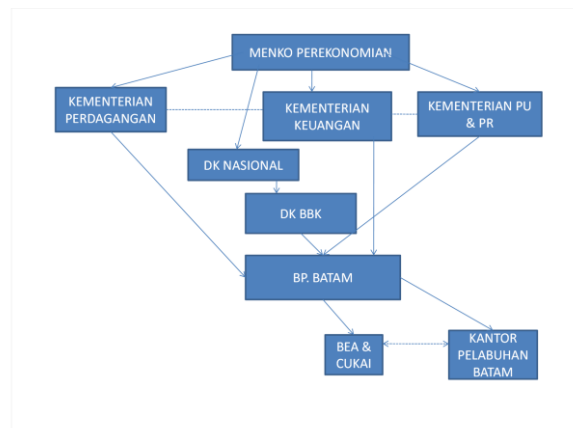 MENKO PEREKONOMIAN
KEMENTERIAN
PERDAGANGAN
KEMENTERIAN
KEUANGAN
KEMENTERIAN PU
& PR
DK NASIONAL
DK BBK
BP. BATAM
BEA &
CUKAI
KANTOR
PELABUHAN
BATAM